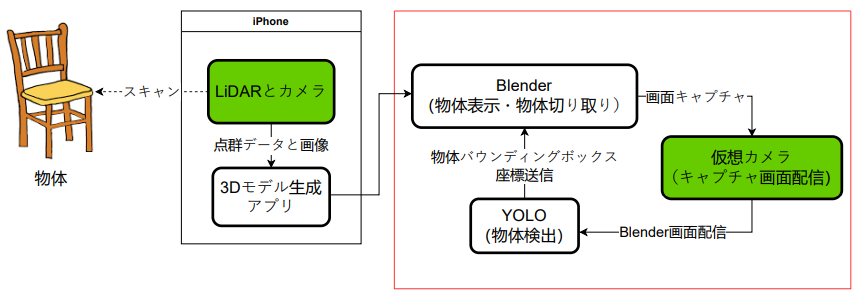 iPhone
LiDARとカメラ
スキャン
点群データと画像
3Dモデル生成
アプリ
物体
Blender
(物体表示・物体切り取り）
画面キャプチャ
仮想カメラ
（キャプチャ画面配信)
Blender画面配信
YOLO
(物体検出)
物体バウンディングボックス
座標送信